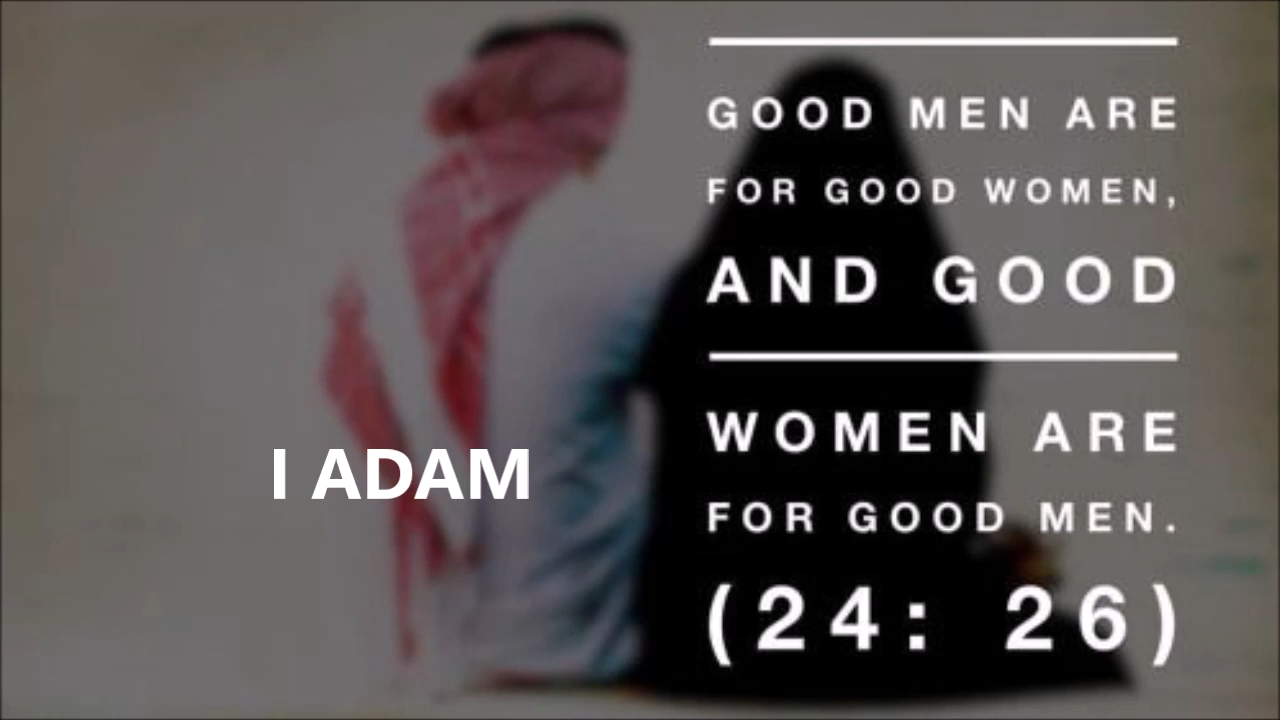 GOOD MEN ARE
FOR GOOD WOMEN,
AND GOOD
WOMEN ARE
FOR GOOD MEN.
(24: 26)
I ADAM